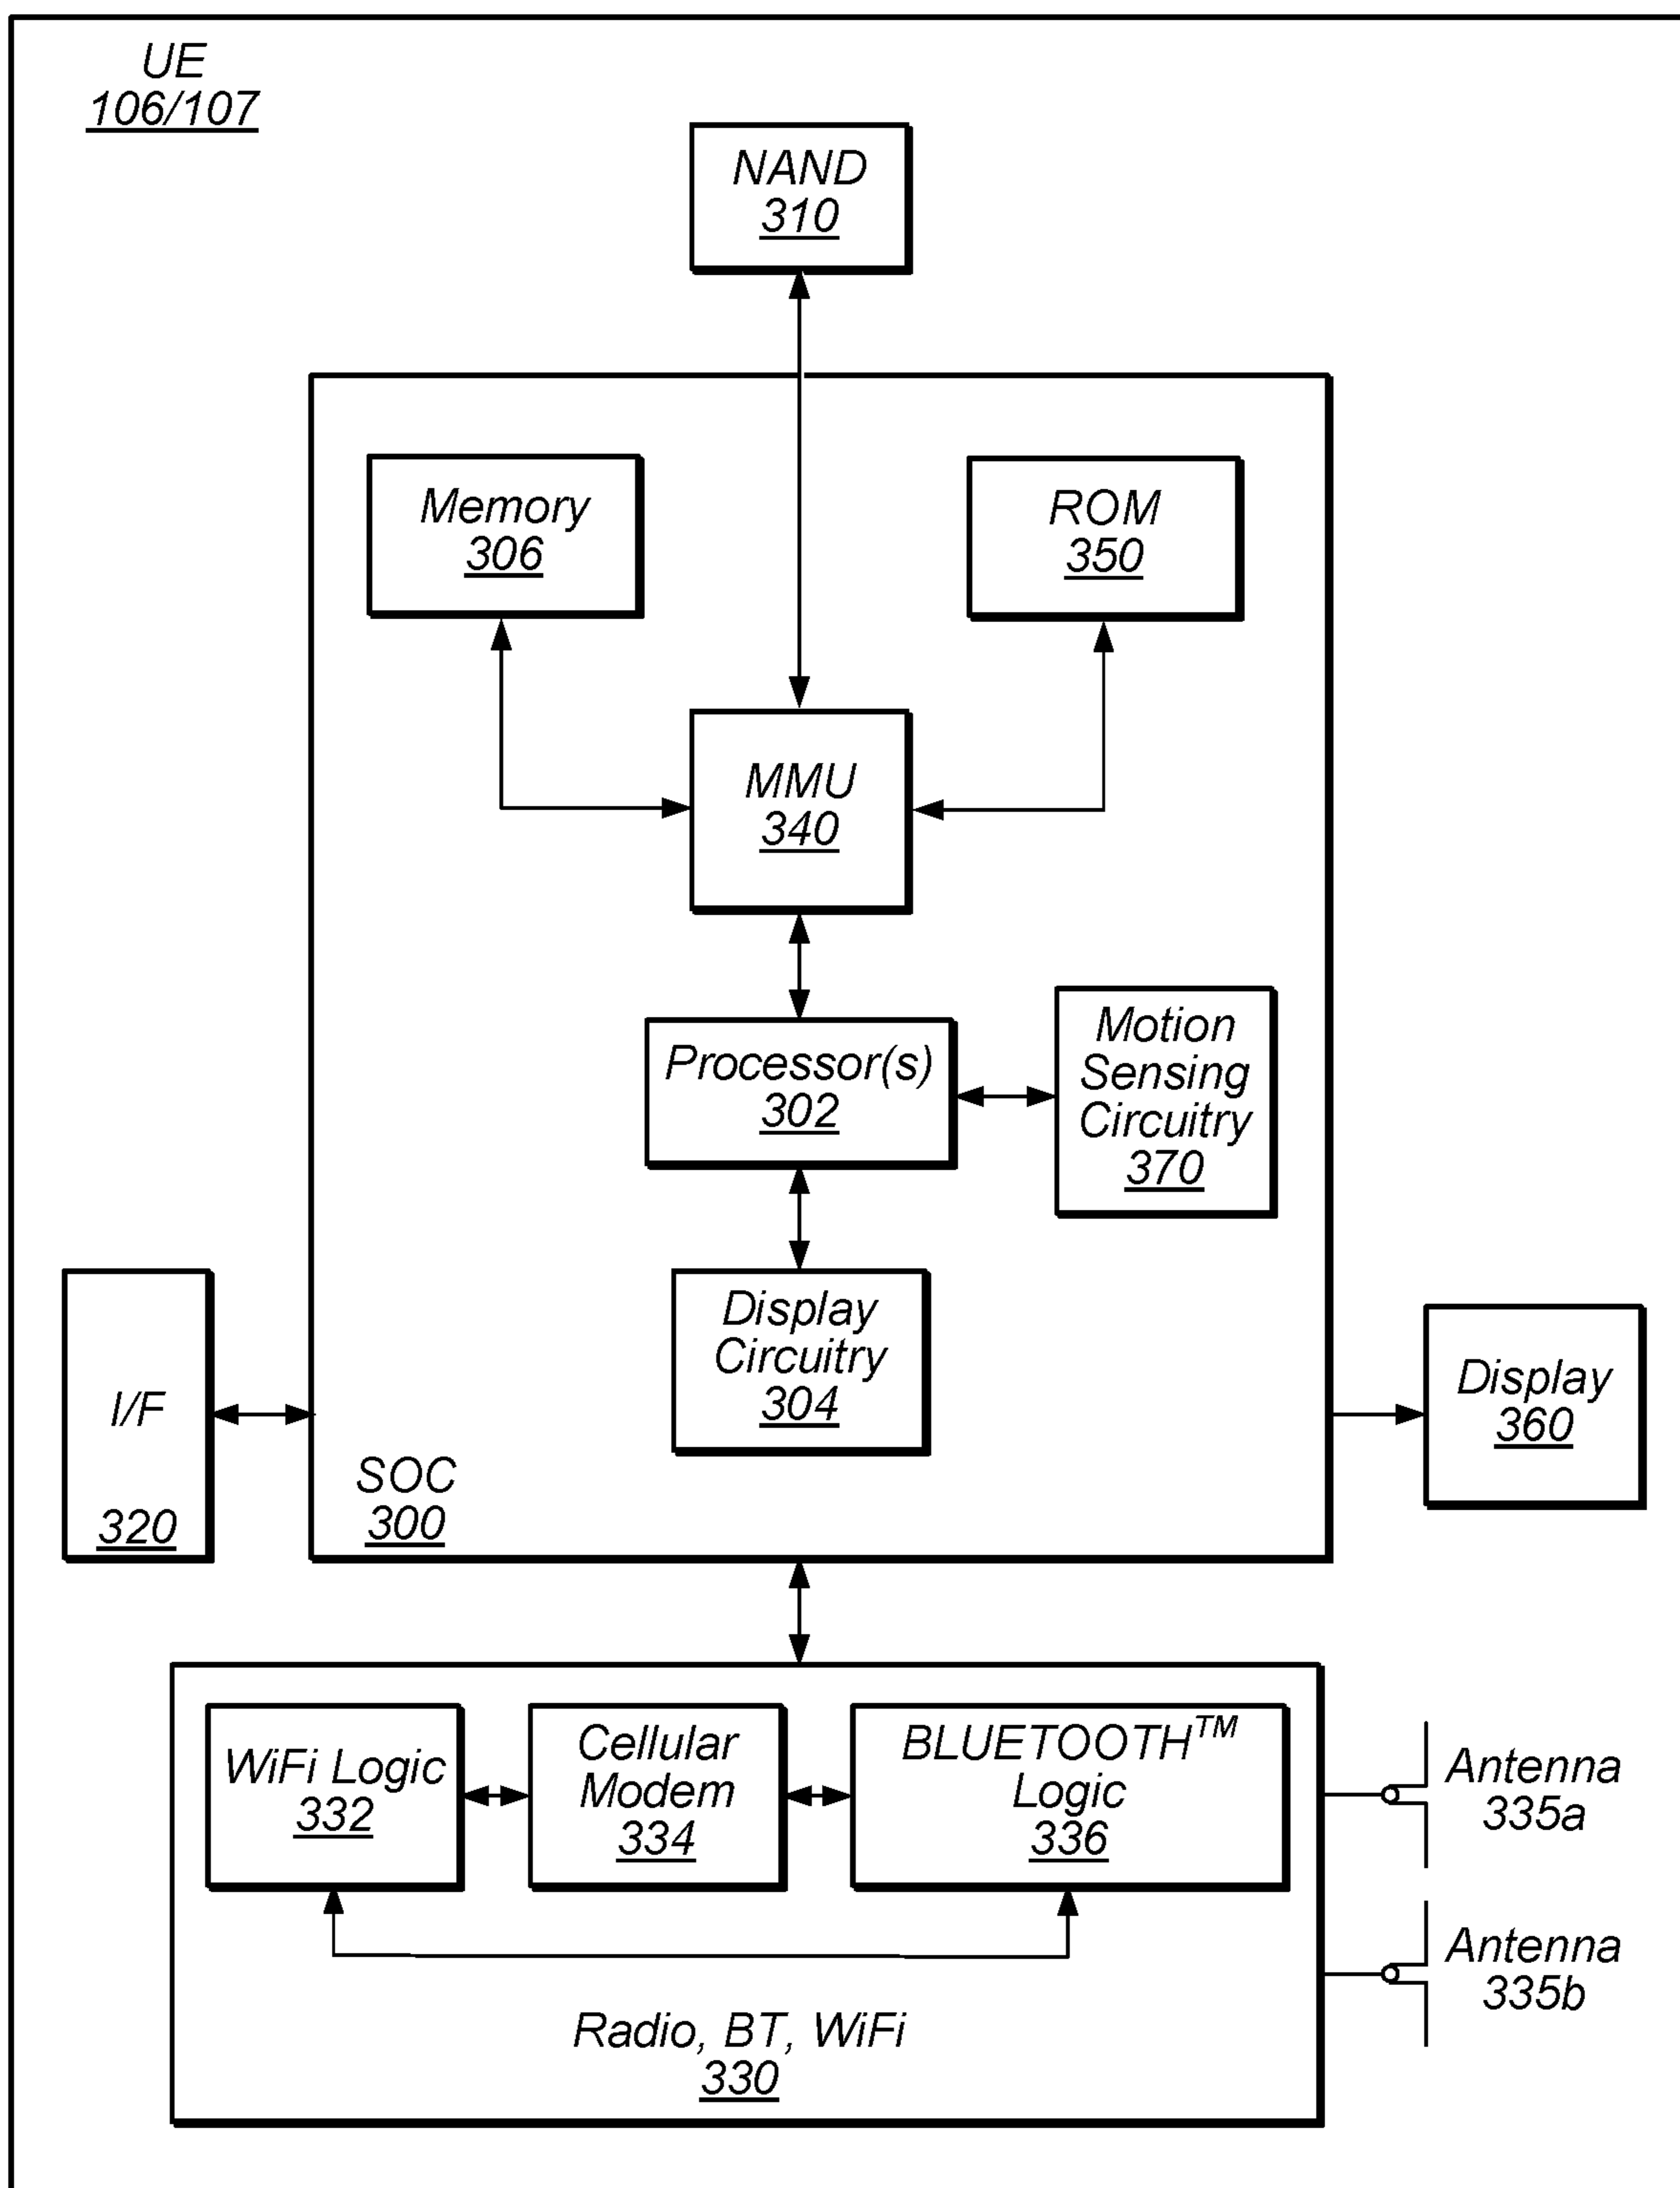 UE
106/107
NAND
310
Memory
306
ROM
350
MMU
340
Processor(s)
302
Motion
Sensing
Circuitry
370
Display
Circuitry
304
I/F
320
SOC
300
Display
360
WiFi Logic
332
Cellular
Modem
334
BLUETOOTH™
Logic
336
Antenna
335a
Antenna
335b
Radio, BT, WiFi
330